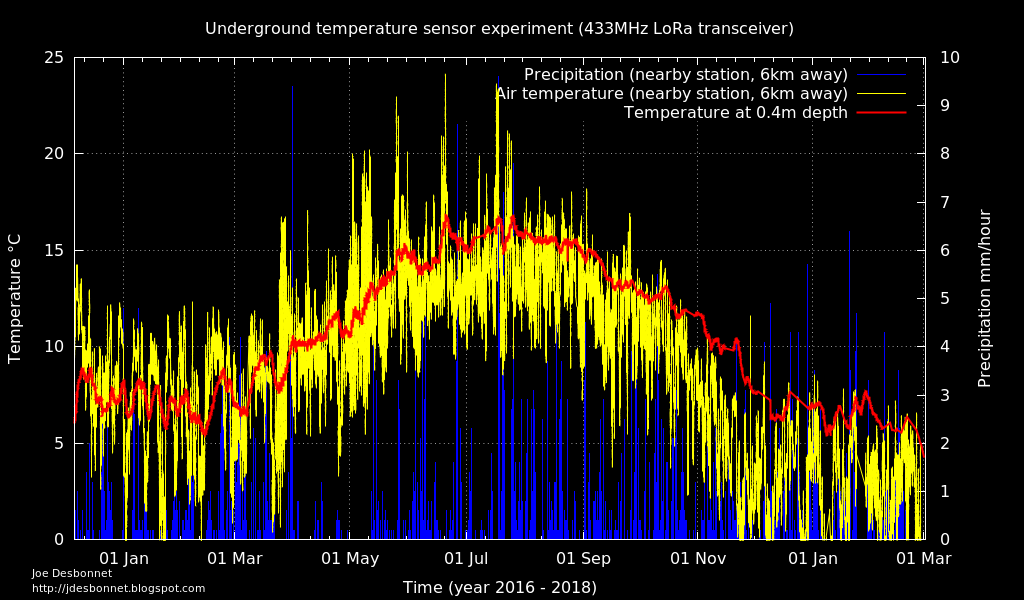 Underground temperature sensor experiment (433MHz LoRa transceiver)
Precipitation (nearby station, 6km away)
Air temperature (nearby station, 6km away)
Temperature at 0.4m depth
25
20
15
10
5
0
Temperature °C
10
9
8
7
6
5
4
3
2
1
0
Precipitation mm/hour
01 Jan 01 Mar 01 May 01 Jul 01 Sep 01 Nov 01 Jan 01 Mar
Time (year 2016 - 2018)
Joe Desbonnet
http://jdesbonnet.blogspot.com